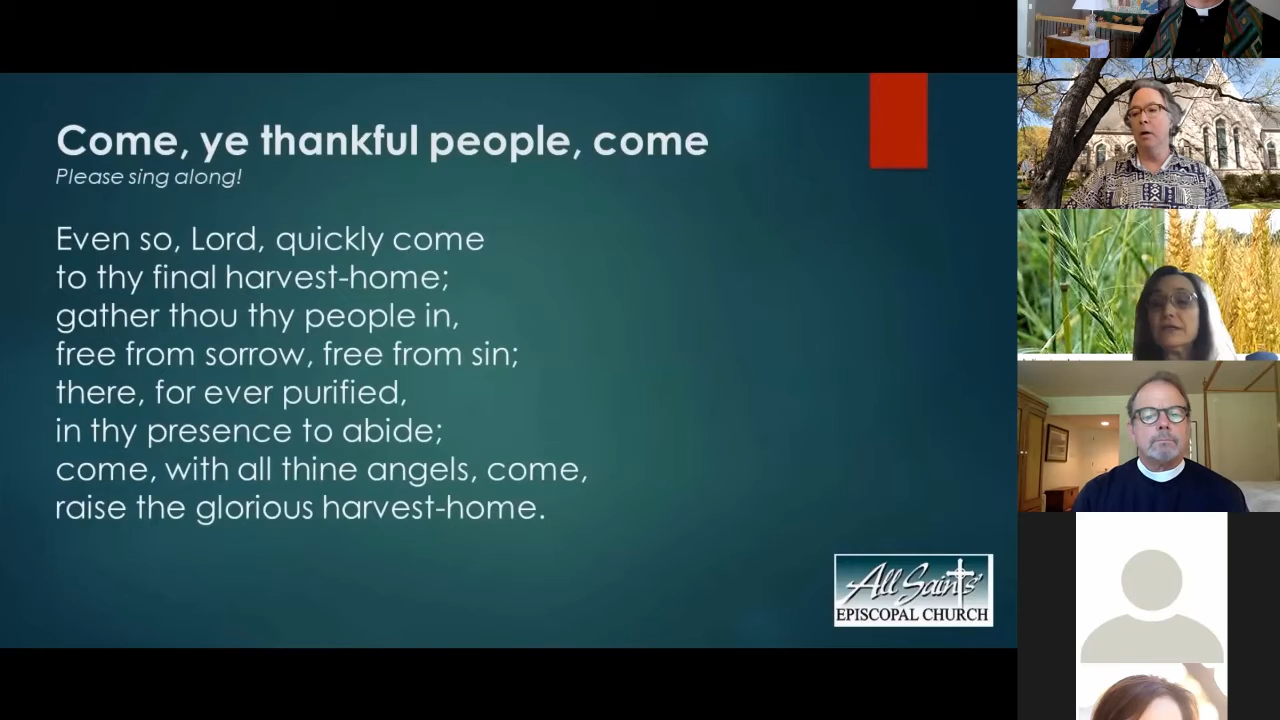 Come, ye thankful people, come
Please sing along!
Even so, Lord, quickly come
to thy final harvest-home;
gather thou thy people in,
free from sorrow, free from sin;
there, for ever purified,
in thy presence to abide;
come, with all thine angels, come,
raise the glorious harvest-home.
All Saints'
EPISCOPAL CHURCH